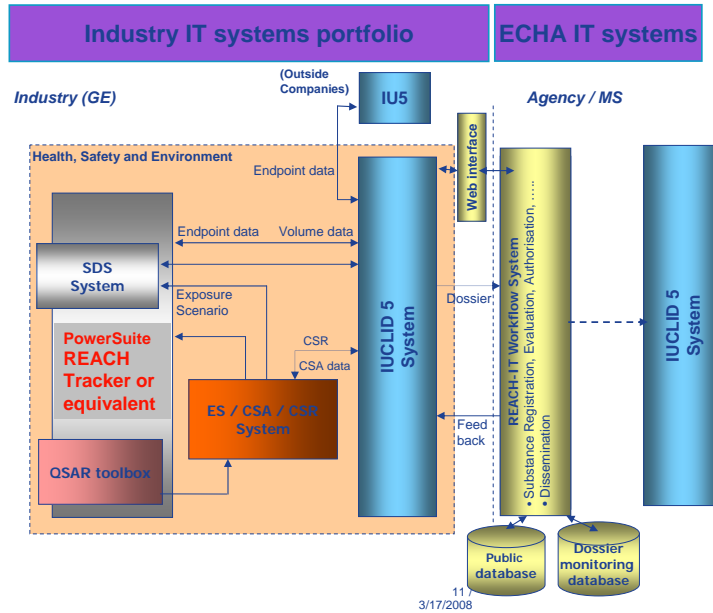 Industry IT systems portfolio
ECHA IT systems
Industry (GE)
(Outside
Companies)
IU5
Agency / MS
Health, Safety and Environment
Endpoint data
Web interface
Endpoint data
Volume data
SDS
System
Exposure
Scenario
PowerSuite
REACH
Tracker or
equivalent
CSR
CSA data
ES / CSA / CSR
System
QSAR toolbox
IUCLID 5
System
Dossier
Feed
back
REACH-IT Workflow System
• Substance Registration, Evaluation, Authorisation, ….
• Dissemination
IUCLID 5
System
Public
database
Dossier
monitoring
database
11 /
3/17/2008